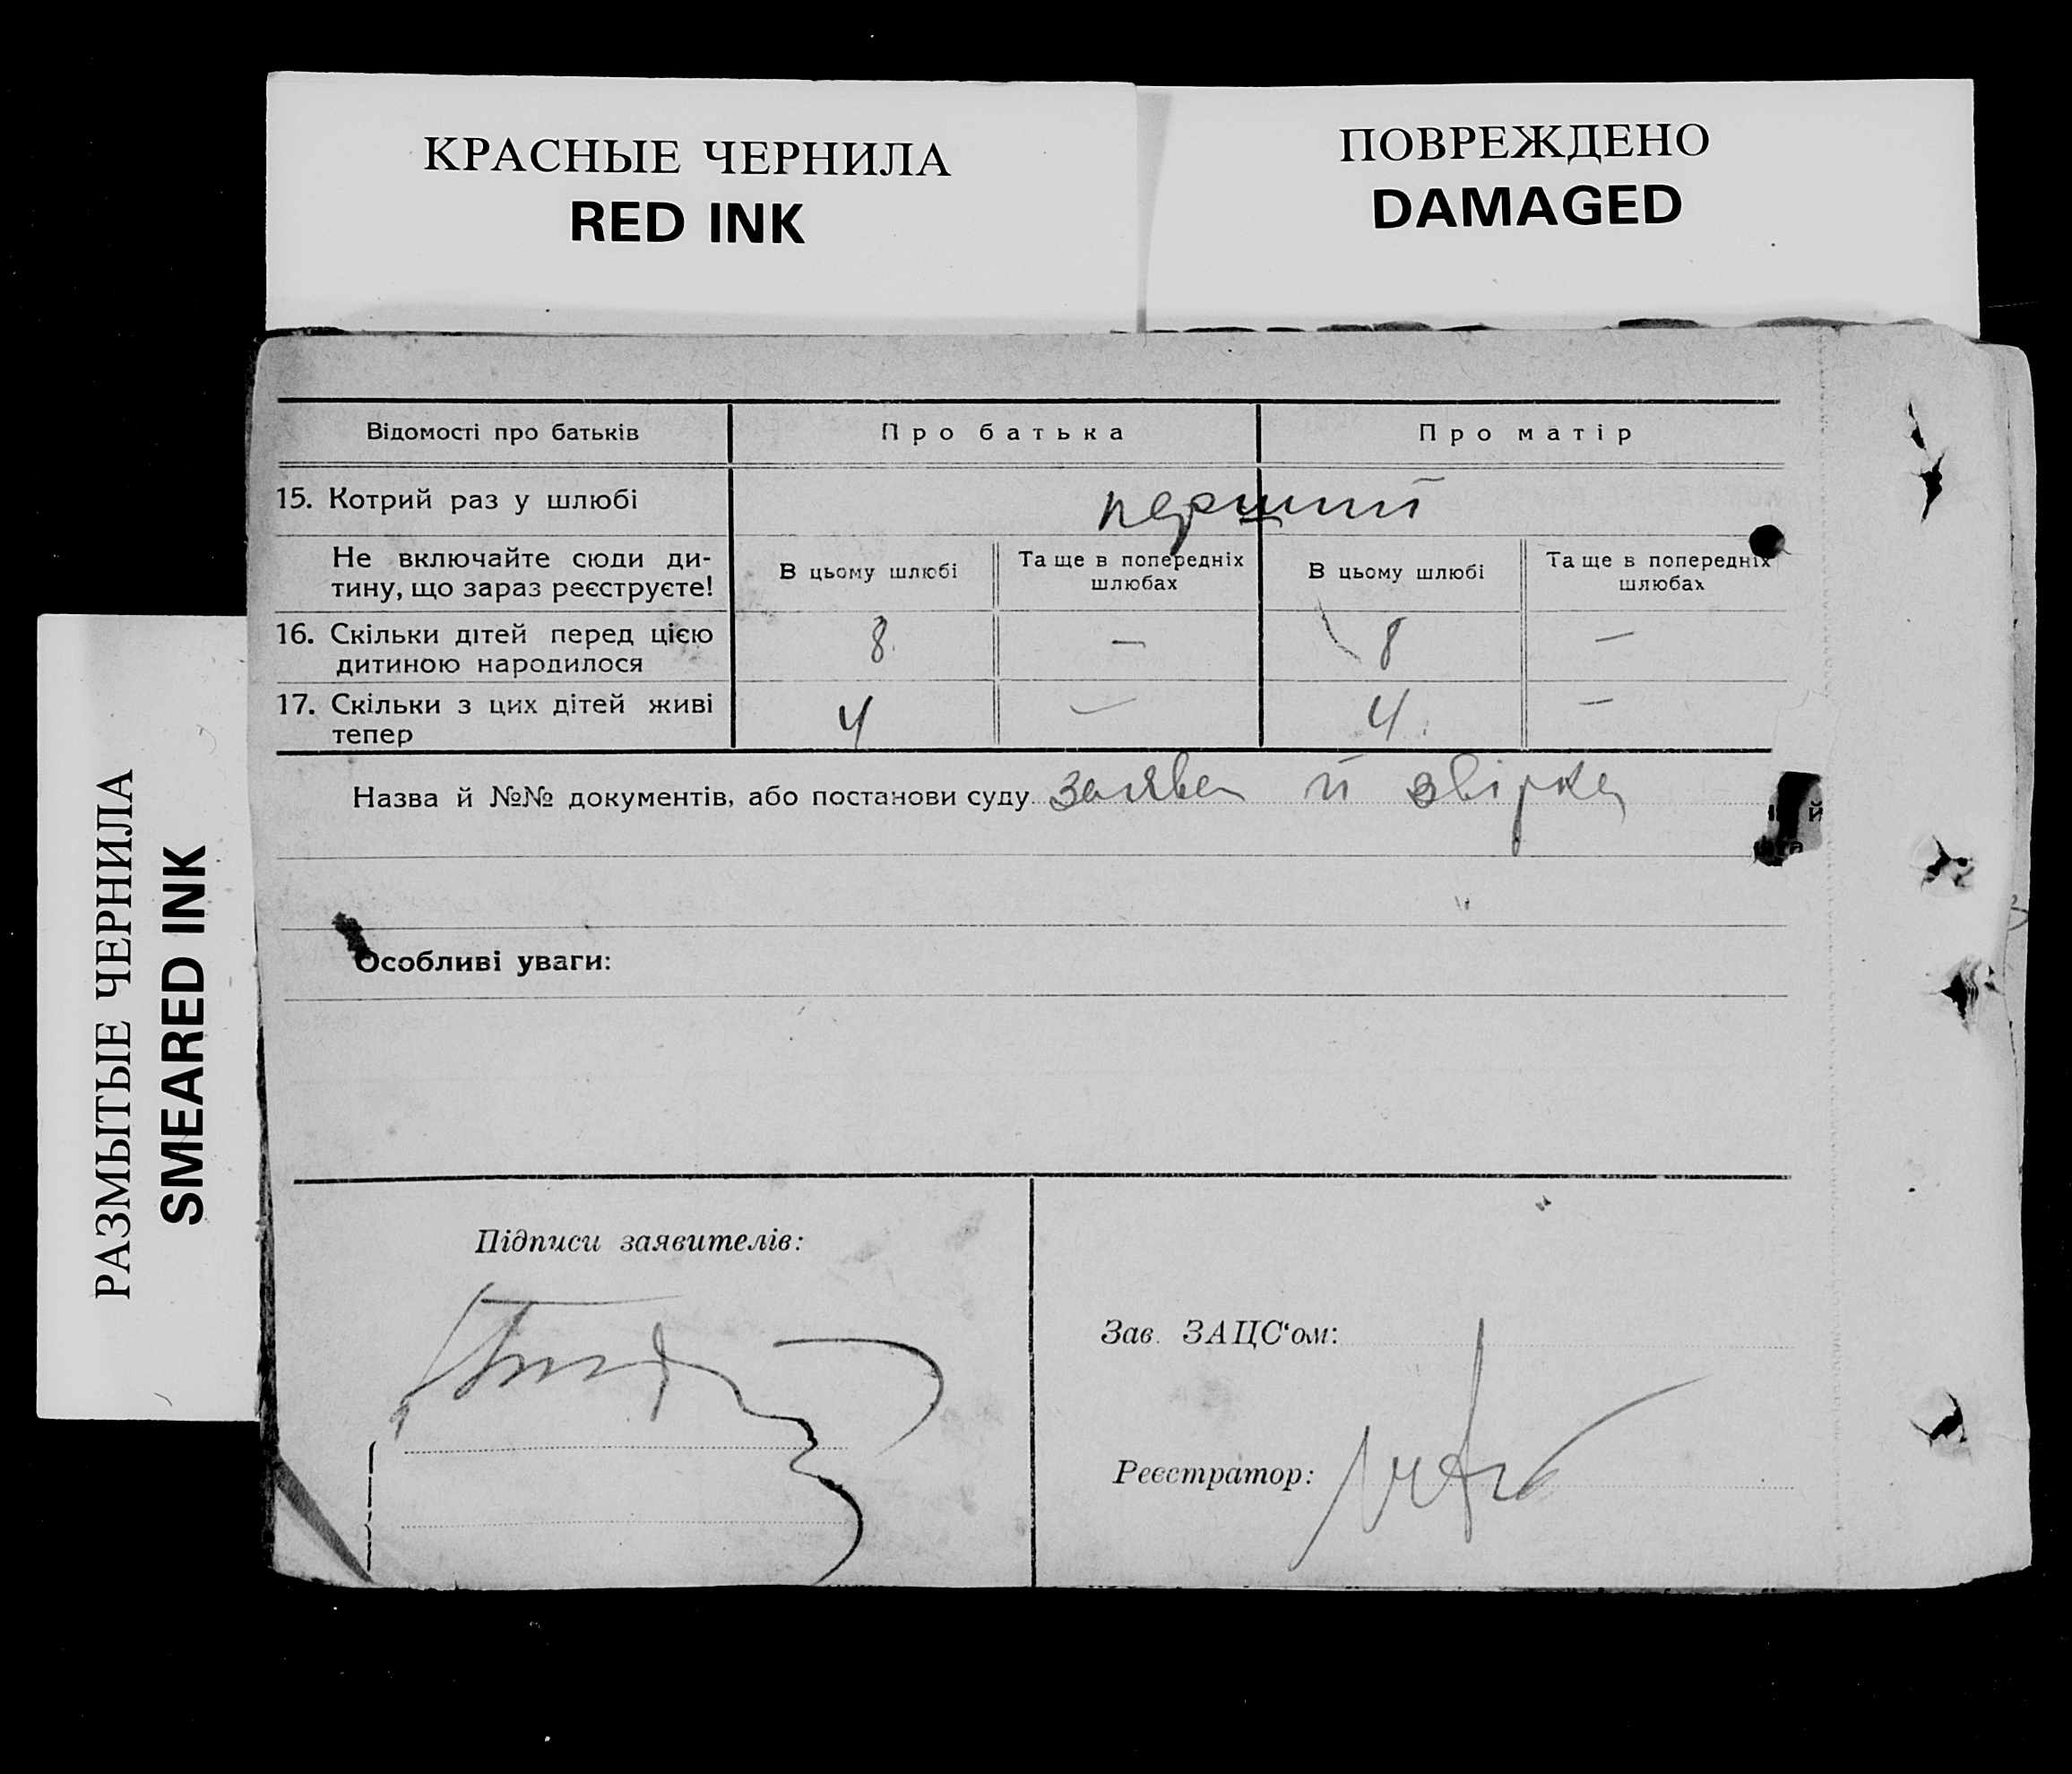 КРАСНЫЕ ЧЕРНИЛА
RED INK
ПОВРЕЖДЕНО
DAMAGED
РАЗМЫТЫЕ ЧЕРНИЛА
SMEARED INK
Відомості про батьків
Про батька
Про матір
15. Котрий раз у шлюбі
перший
Не включайте сюди ди-
тину, що зараз реєструєте!
В цьому шлюбі
Та ще в попередніх
шлюбах
В цьому шлюбі
Та ще в попередніх
шлюбах
16. Скільки дітей перед цією
дитиною народилося
8
—
8
—
17. Скільки з цих дітей живі
тепер
4
—
4
—
Назва й №№ документів, або постанови суду заява й звірка
Особливі уваги:
Підписи заявителів:
Зав. ЗАЦС‘ом:
Реєстратор: